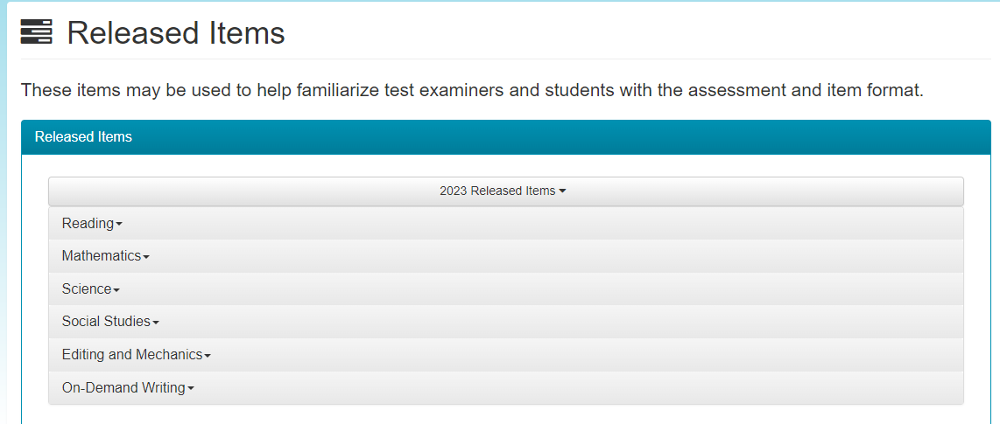 Released Items
These items may be used to help familiarize test examiners and students with the assessment and item format.
Released Items
2023 Released Items
Reading
Mathematics
Science
Social Studies
Editing and Mechanics
On-Demand Writing